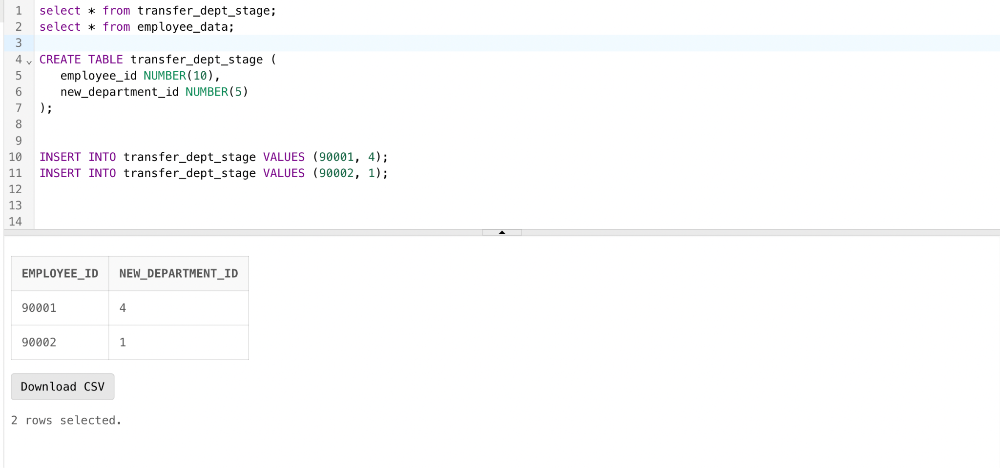 1 select * from transfer_dept_stage;
2 select * from employee_data;
3
4 CREATE TABLE transfer_dept_stage (
5 employee_id NUMBER(10),
6 new_department_id NUMBER(5)
7 );
8
9
10 INSERT INTO transfer_dept_stage VALUES (90001, 4);
11 INSERT INTO transfer_dept_stage VALUES (90002, 1);
12
13
14
EMPLOYEE_ID NEW_DEPARTMENT_ID
90001 4
90002 1
Download CSV
2 rows selected.